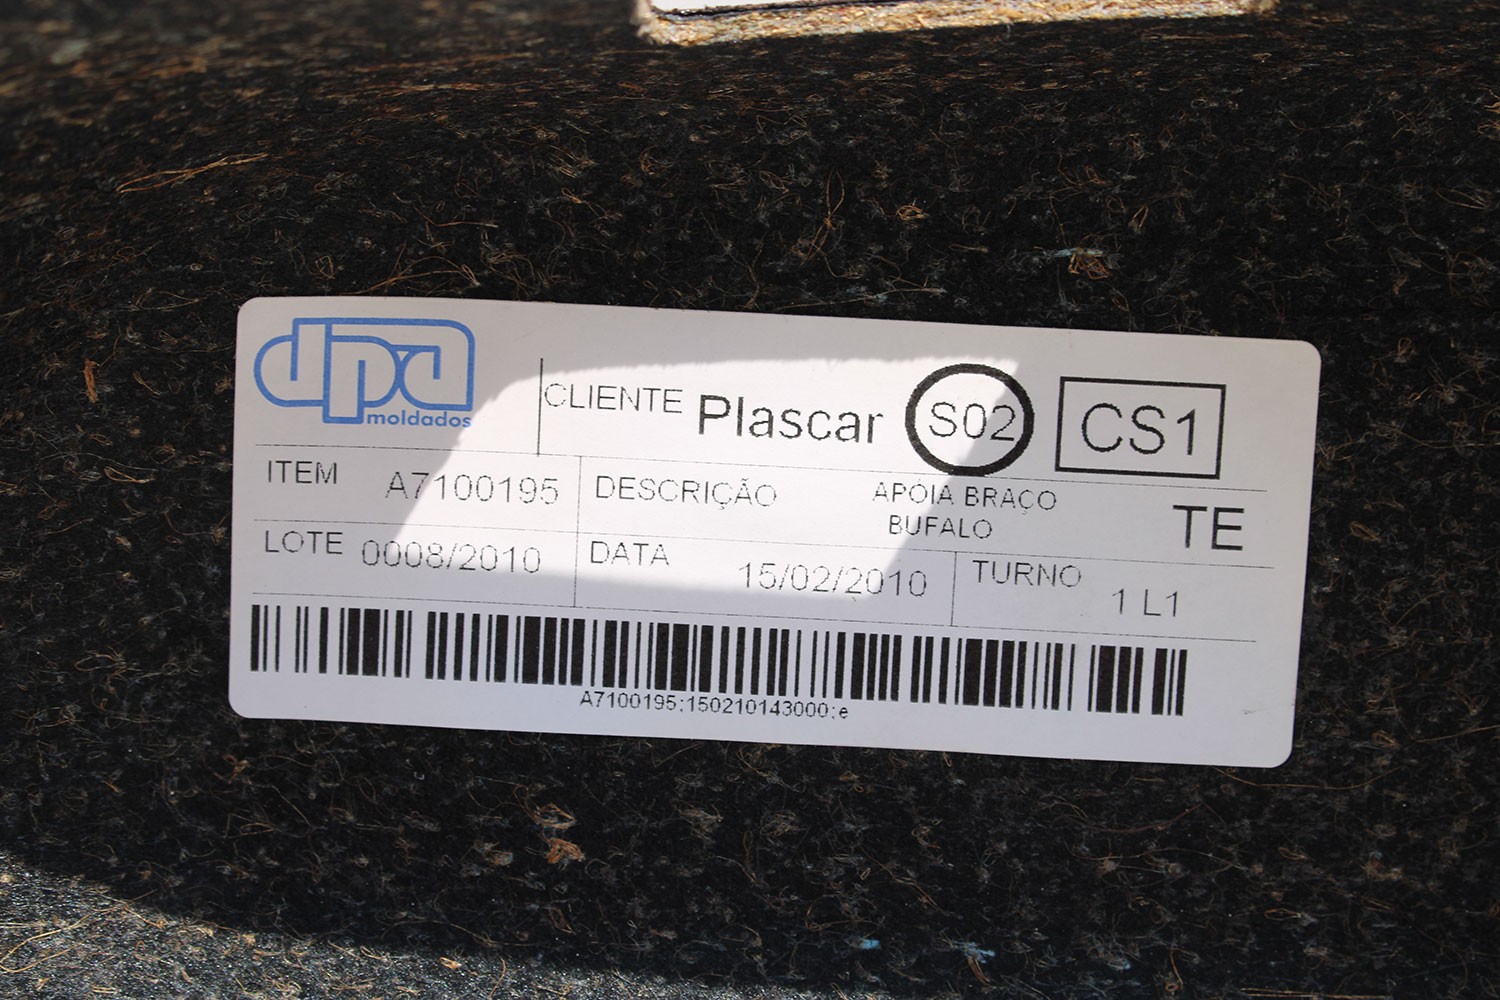 dpa
moldados
CLIENTE Plascar S02 CS1
ITEM A7100195 DESCRIÇÃO APÓIA BRAÇO
BUFALO TE
LOTE 0008/2010 DATA 15/02/2010 TURNO 1 L1
A7100195;150210143000;e